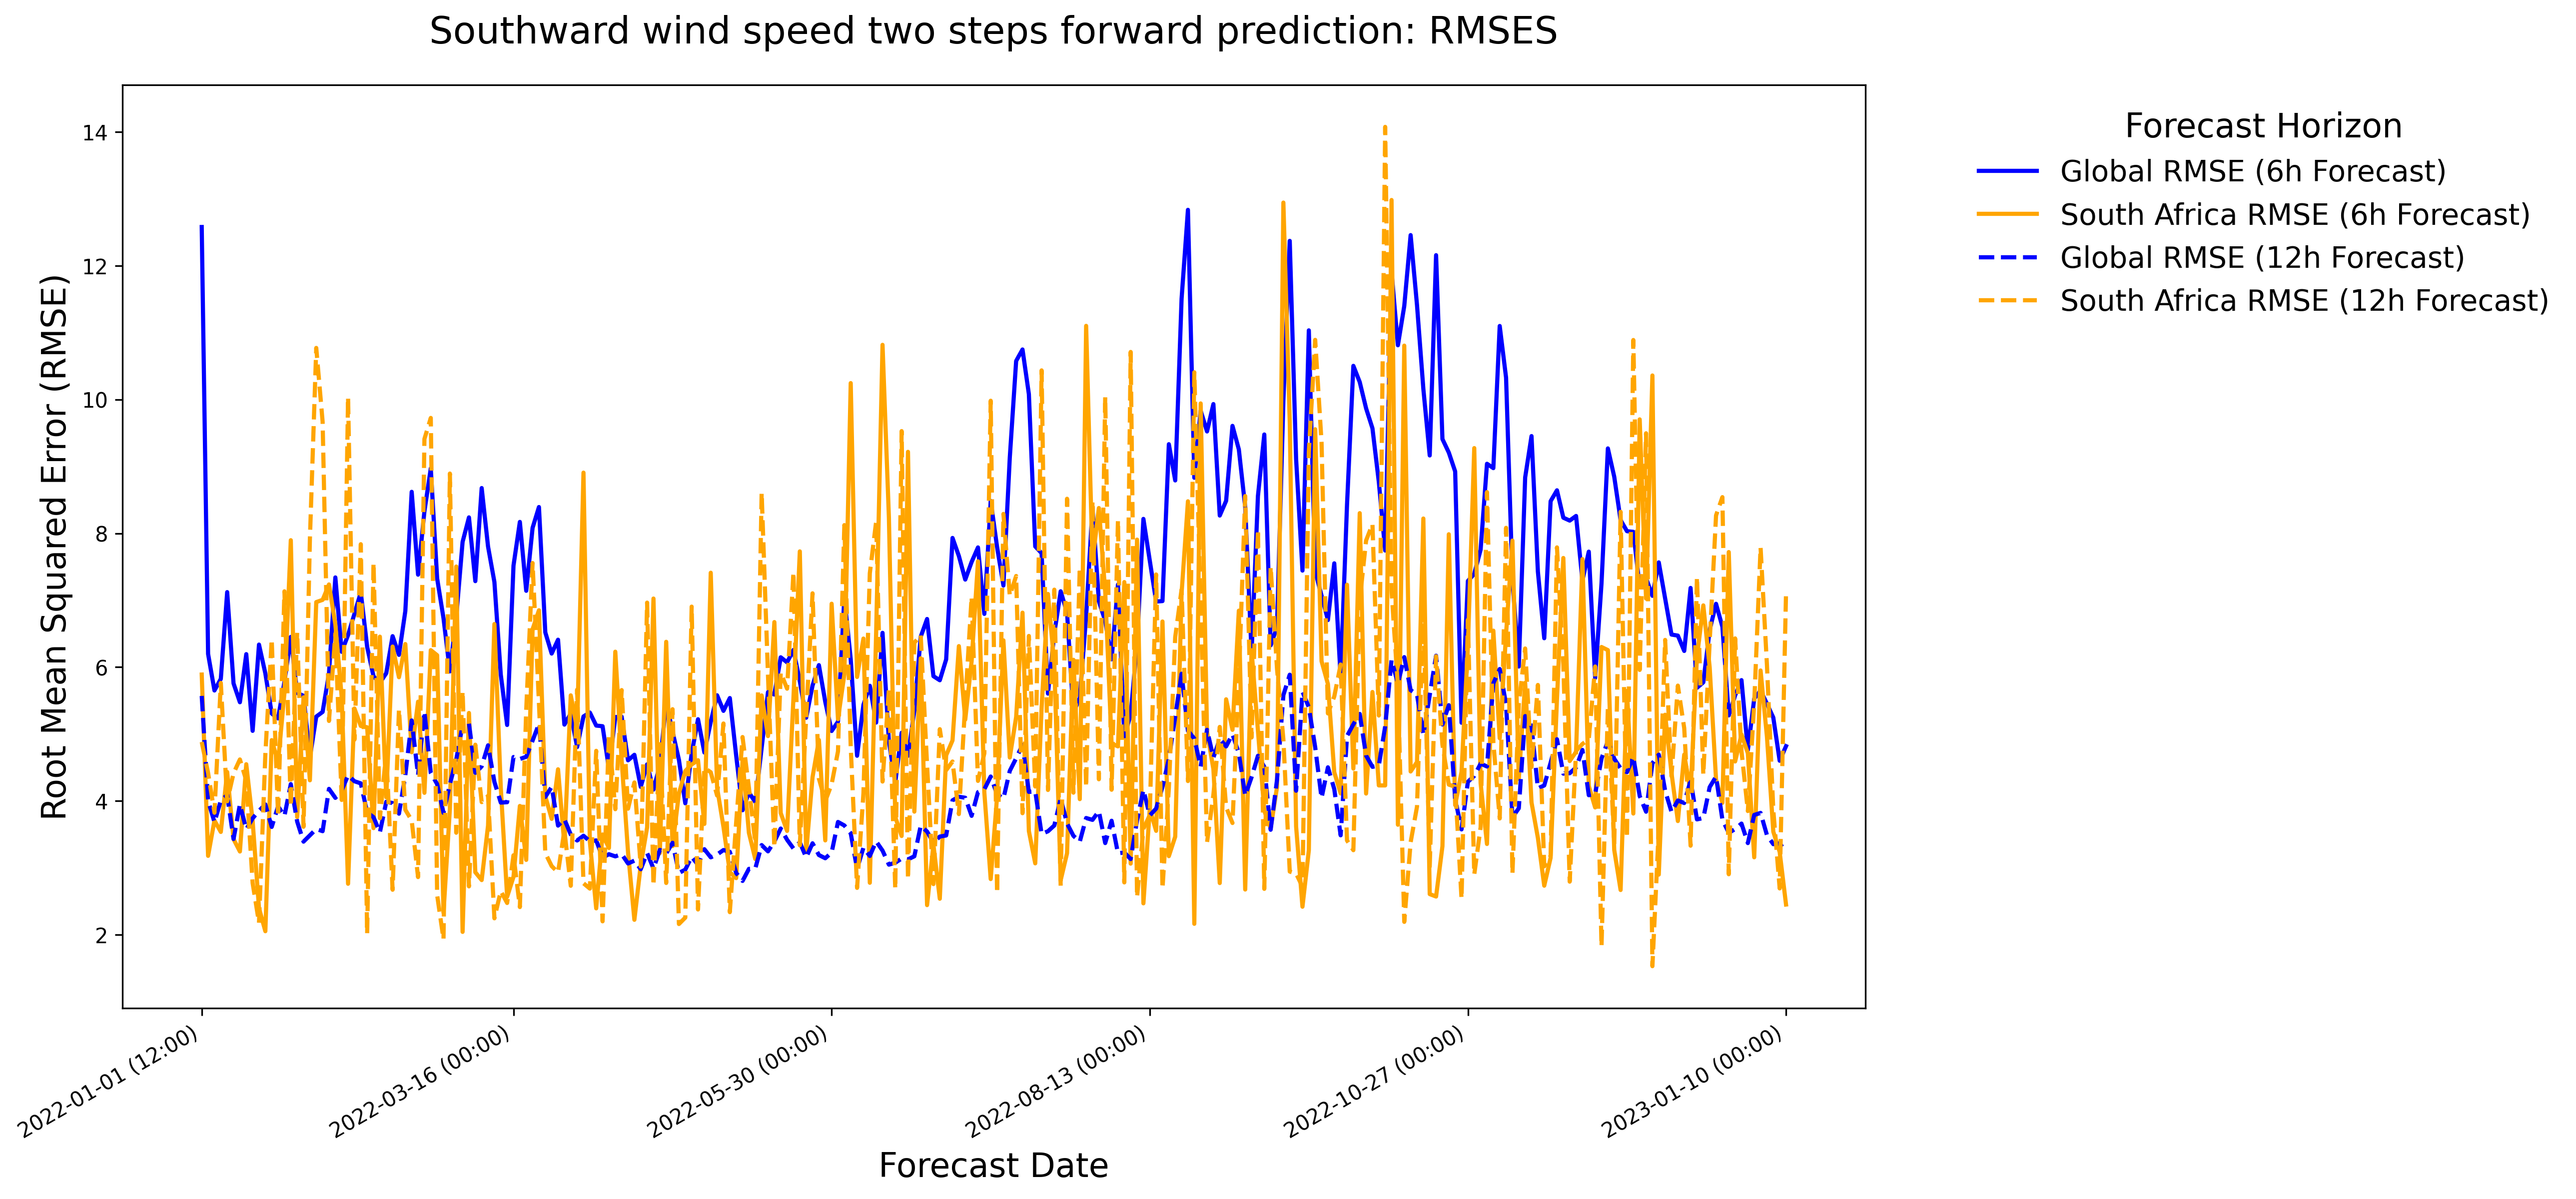 Southward wind speed two steps forward prediction: RMSES
Root Mean Squared Error (RMSE)
14
12
10
8
6
4
2
2022-01-01 (12:00)
2022-03-16 (00:00)
2022-05-30 (00:00)
2022-08-13 (00:00)
2022-10-27 (00:00)
2023-01-10 (00:00)
Forecast Date
Forecast Horizon
Global RMSE (6h Forecast)
South Africa RMSE (6h Forecast)
Global RMSE (12h Forecast)
South Africa RMSE (12h Forecast)